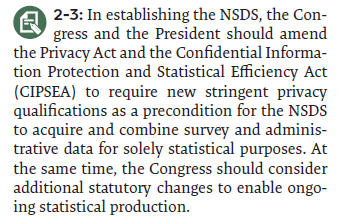 2-3: In establishing the NSDS, the Con-
gress and the President should amend
the Privacy Act and the Confidential Informa-
tion Protection and Statistical Efficiency Act
(CIPSEA) to require new stringent privacy
qualifications as a precondition for the NSDS
to acquire and combine survey and adminis-
trative data for solely statistical purposes. At
the same time, the Congress should consider
additional statutory changes to enable ongo-
ing statistical production.